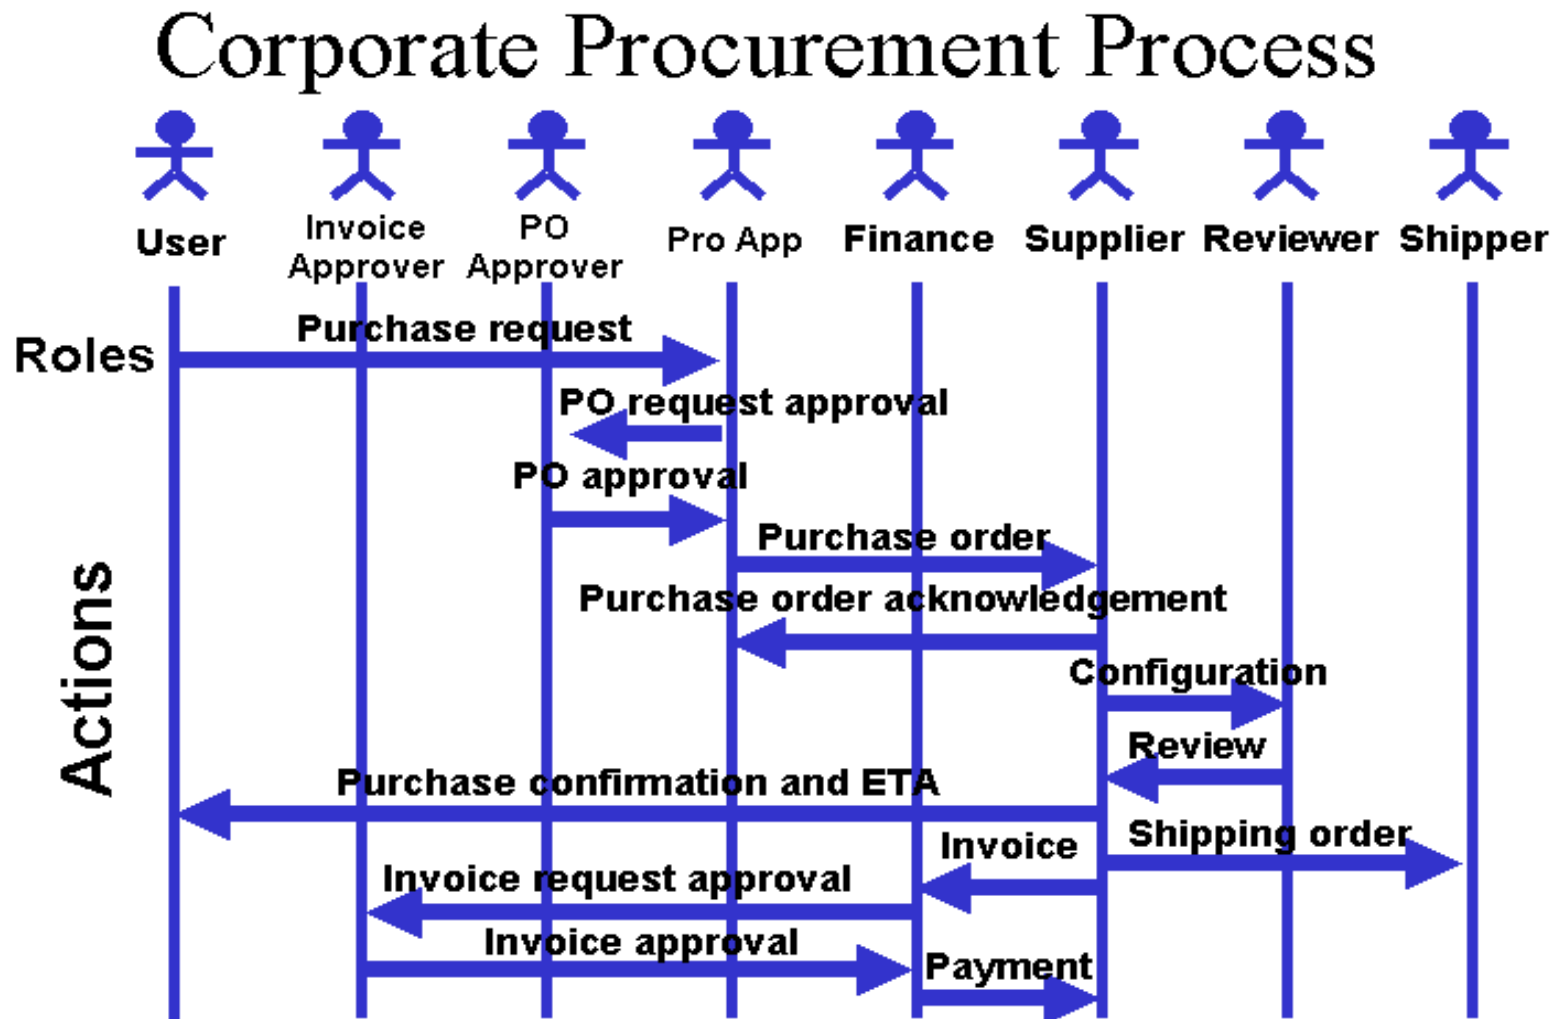 Corporate Procurement Process
User
Invoice
Approver
PO
Approver
Pro App
Finance
Supplier
Reviewer
Shipper
Roles
Purchase request
PO request approval
PO approval
Purchase order
Purchase order acknowledgement
Actions
Configuration
Review
Purchase confirmation and ETA
Shipping order
Invoice
Invoice request approval
Invoice approval
Payment